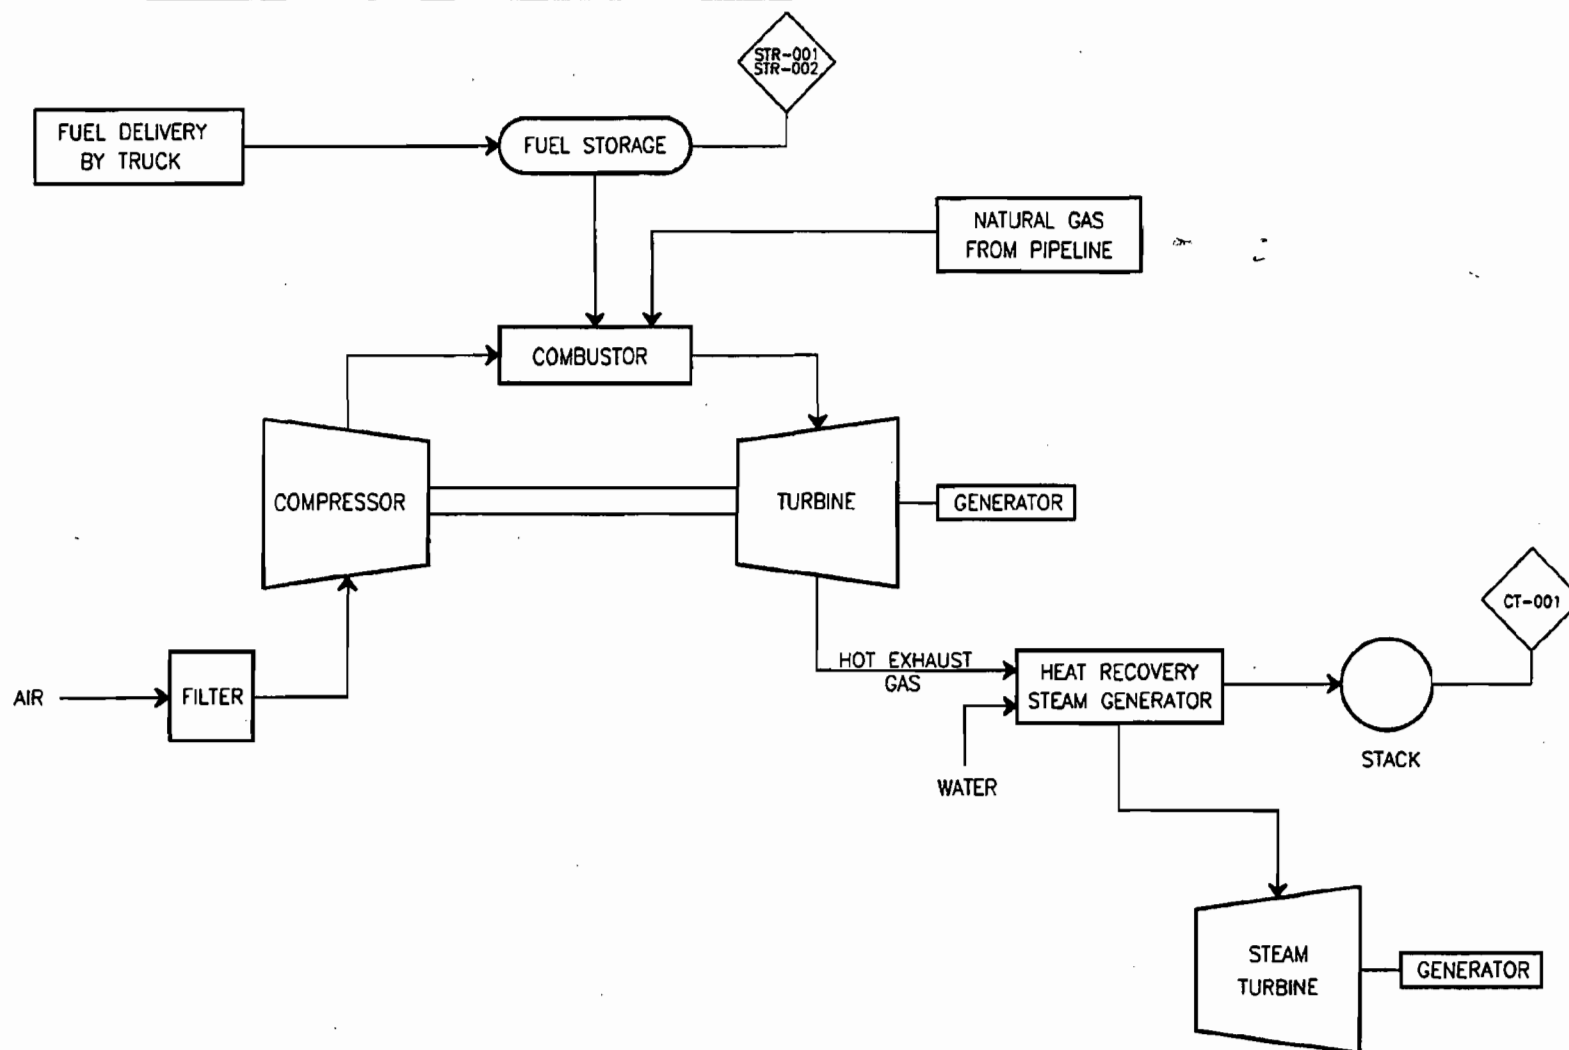 STR-001
STR-002
FUEL DELIVERY
BY TRUCK
FUEL STORAGE
NATURAL GAS
FROM PIPELINE
COMBUSTOR
COMPRESSOR
TURBINE
GENERATOR
CT-001
HOT EXHAUST
GAS
HEAT RECOVERY
STEAM GENERATOR
AIR
FILTER
STACK
WATER
STEAM
TURBINE
GENERATOR